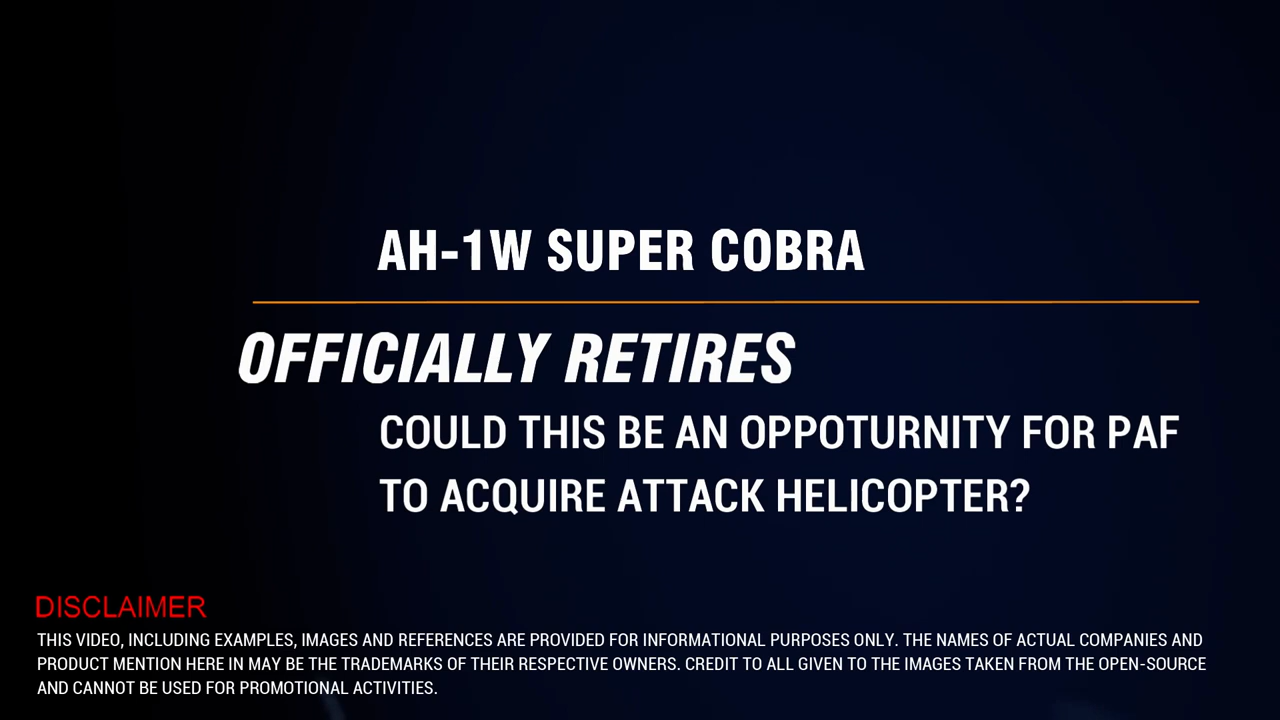 AH-1W SUPER COBRA
OFFICIALLY RETIRES
COULD THIS BE AN OPPOTURNITY FOR PAF
TO ACQUIRE ATTACK HELICOPTER?
DISCLAIMER
THIS VIDEO, INCLUDING EXAMPLES, IMAGES AND REFERENCES ARE PROVIDED FOR INFORMATIONAL PURPOSES ONLY. THE NAMES OF ACTUAL COMPANIES AND
PRODUCT MENTION HERE IN MAY BE THE TRADEMARKS OF THEIR RESPECTIVE OWNERS. CREDIT TO ALL GIVEN TO THE IMAGES TAKEN FROM THE OPEN-SOURCE
AND CANNOT BE USED FOR PROMOTIONAL ACTIVITIES.